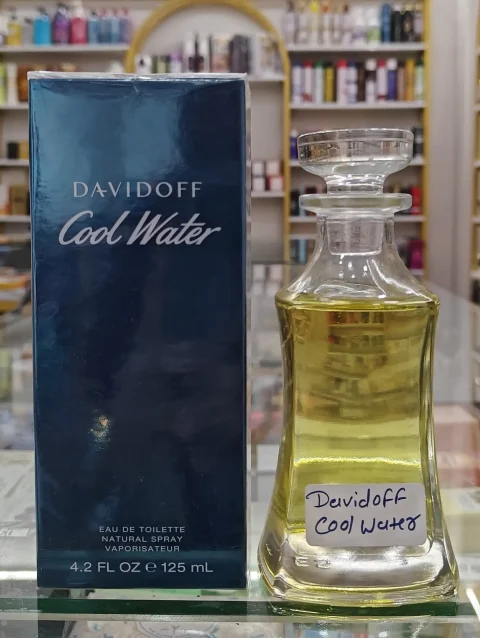 DAVIDOFF
Cool Water
EAU DE TOILETTE
NATURAL SPRAY
VAPORISATEUR
4.2 FL OZ ℮ 125 mL
Davidoff
Cool Water